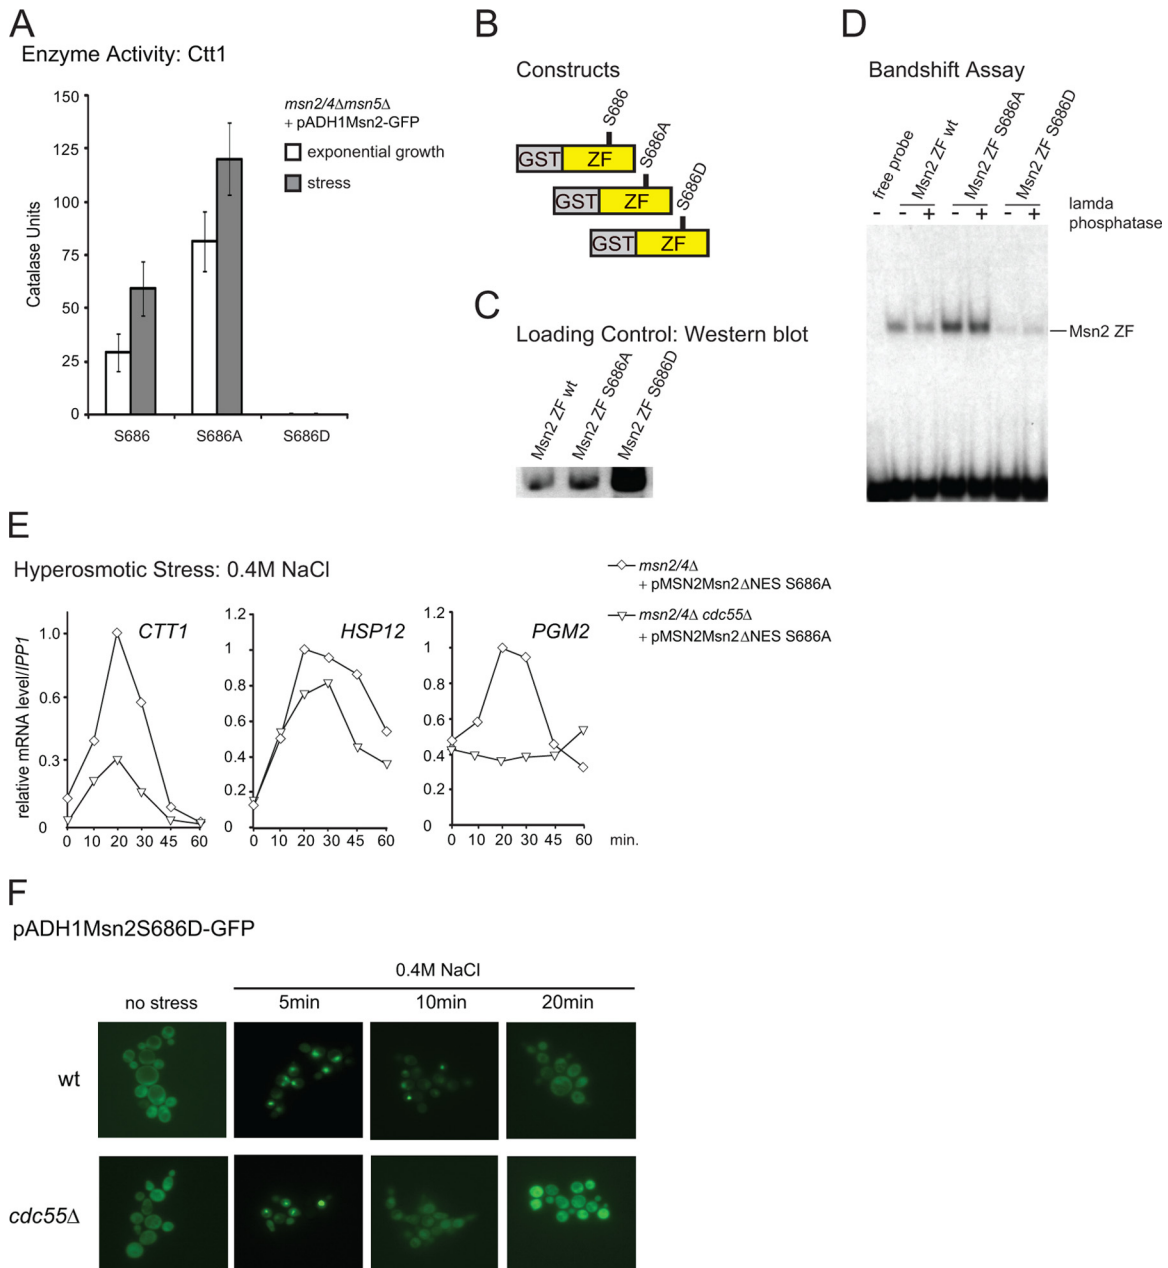 A
Enzyme Activity: Ctt1
msn2/4Δmsn5Δ
+ pADH1Msn2-GFP
exponential growth
stress
Catalase Units
150
125
100
75
50
25
0
S686
S686A
S686D
B
Constructs
S686
GST ZF
S686A
GST ZF
S686D
GST ZF
C
Loading Control: Western blot
Msn2 ZF wt
Msn2 ZF S686A
Msn2 ZF S686D
D
Bandshift Assay
free probe
Msn2 ZF wt
Msn2 ZF S686A
Msn2 ZF S686D
- - + - + - +
lamda
phosphatase
Msn2 ZF
E
Hyperosmotic Stress: 0.4M NaCl
msn2/4Δ
+ pMSN2Msn2ΔNES S686A
msn2/4Δ cdc55Δ
+ pMSN2Msn2ΔNES S686A
relative mRNA level/IPP1
CTT1
1.0
0.6
0.3
0
0 10 20 30 45 60
HSP12
1.2
1
0.8
0.6
0.4
0.2
0
0 10 20 30 45 60
PGM2
1.2
1
0.8
0.6
0.4
0.2
0
0 10 20 30 45 60 min.
F
pADH1Msn2S686D-GFP
0.4M NaCl
no stress 5min 10min 20min
wt
cdc55Δ